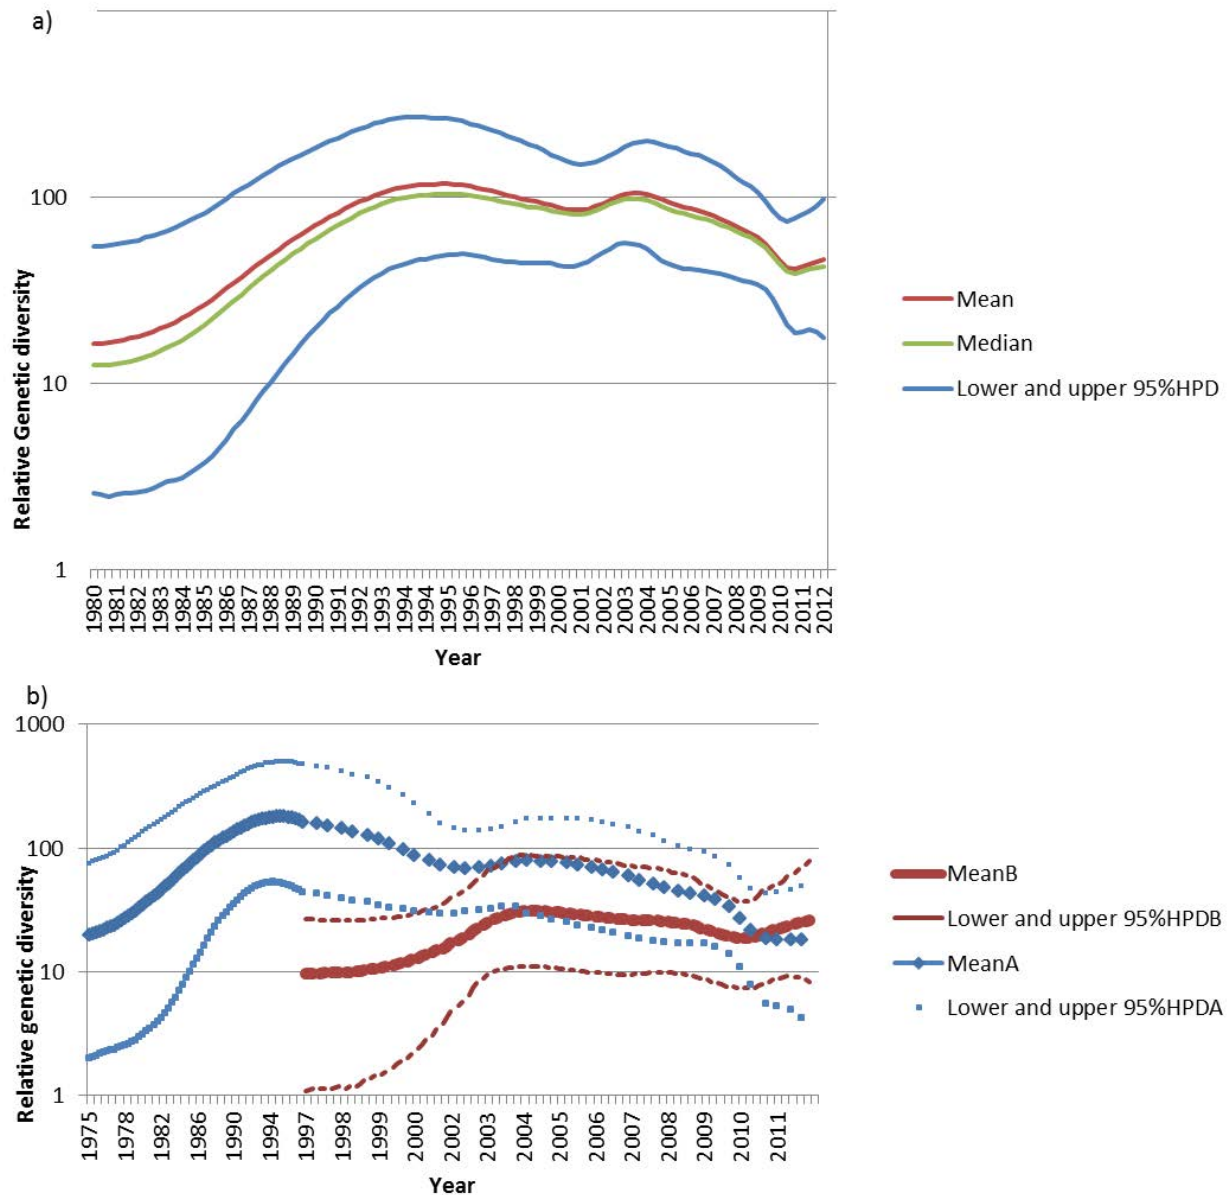 a)
Relative Genetic diversity
100
10
1
1980 1981 1982 1983 1984 1985 1986 1987 1988 1989 1990 1991 1992 1993 1994 1994 1995 1996 1997 1998 1999 2000 2001 2002 2003 2004 2005 2006 2007 2008 2009 2010 2011 2012
Year
Mean
Median
Lower and upper 95%HPD
b)
Relative genetic diversity
1000
100
10
1
1975 1978 1982 1986 1990 1994 1997 1998 1999 2000 2002 2003 2004 2005 2006 2007 2008 2009 2010 2011
Year
MeanB
Lower and upper 95%HPDB
MeanA
Lower and upper 95%HPDA